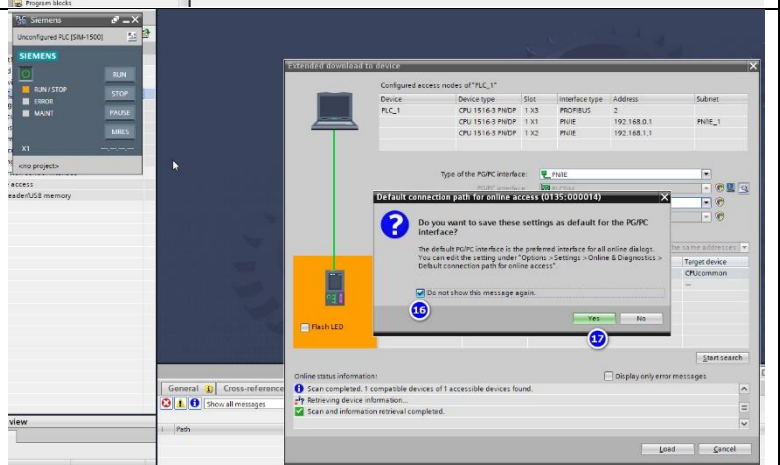 Program blocks
Siemens
Unconfigured PLC [SIM-1500]
SIEMENS
RUN / STOP
ERROR
MAINT
RUN
STOP
PAUSE
MRES
X1
-.-.-.-
<no project>
access
eader/USB memory
view
Extended download to device
Configured access nodes of "PLC_1"
Device Device type Slot Interface type Address Subnet
PLC_1 CPU 1516-3 PN/DP 1 X3 PROFIBUS 2
CPU 1516-3 PN/DP 1 X1 PN/IE 192.168.0.1 PN/IE_1
CPU 1516-3 PN/DP 1 X2 PN/IE 192.168.1.1
Type of the PG/PC interface: PN/IE
PG/PC interface:
Default connection path for online access (0135:000014)
Do you want to save these settings as default for the PG/PC
interface?
The default PG/PC interface is the preferred interface for all online dialogs.
You can edit the setting under "Options > Settings > Online & Diagnostics >
Default connection path for online access".
Do not show this message again.
16
Yes
No
17
he same addresses
Target device
CPUcommon
—
Flash LED
Start search
Online status information:
Display only error messages
Scan completed. 1 compatible devices of 1 accessible devices found.
Retrieving device information...
Scan and information retrieval completed.
Load
Cancel
General
Cross-reference
Show all messages
! Path